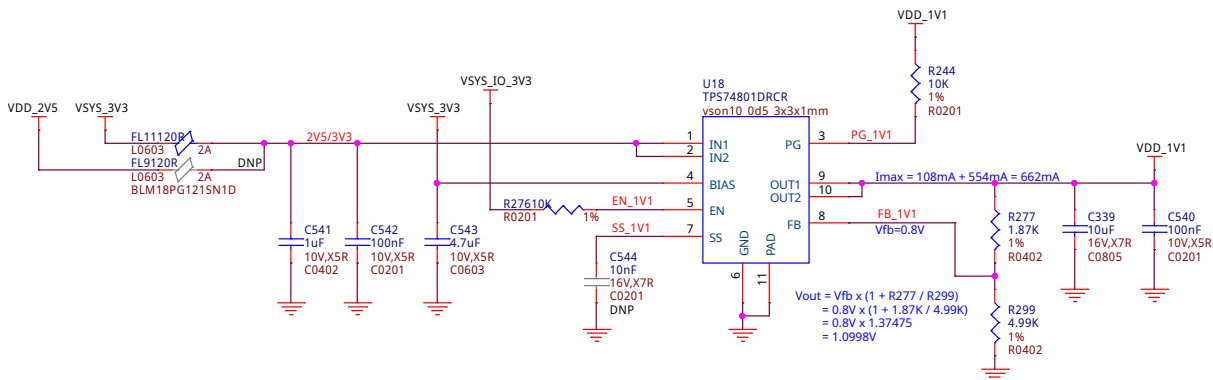 VDD_1V1
R244
10K
1%
R0201
VSYS_IO_3V3
VDD_2V5
VSYS_3V3
VSYS_3V3
U18
TPS74801DRCR
vson10_0d5_3x3x1mm
FL11120R
L0603
2A
FL9120R
DNP
L0603
2A
BLM18PG121SN1D
2V5/3V3
1
IN1
2
IN2
4
BIAS
5
EN
7
SS
PG
3
PG_1V1
OUT1
9
OUT2
10
FB
8
GND
6
PAD
11
R27610K
R0201
1%
EN_1V1
SS_1V1
Imax = 108mA + 554mA = 662mA
VDD_1V1
FB_1V1
Vfb=0.8V
C541
1uF
10V,X5R
C0402
C542
100nF
10V,X5R
C0201
C543
4.7uF
10V,X5R
C0603
C544
10nF
16V,X7R
C0201
DNP
R277
1.87K
1%
R0402
C339
10uF
16V,X7R
C0805
C540
100nF
10V,X5R
C0201
Vout = Vfb x (1 + R277 / R299)
= 0.8V x (1 + 1.87K / 4.99K)
= 0.8V x 1.37475
= 1.0998V
R299
4.99K
1%
R0402